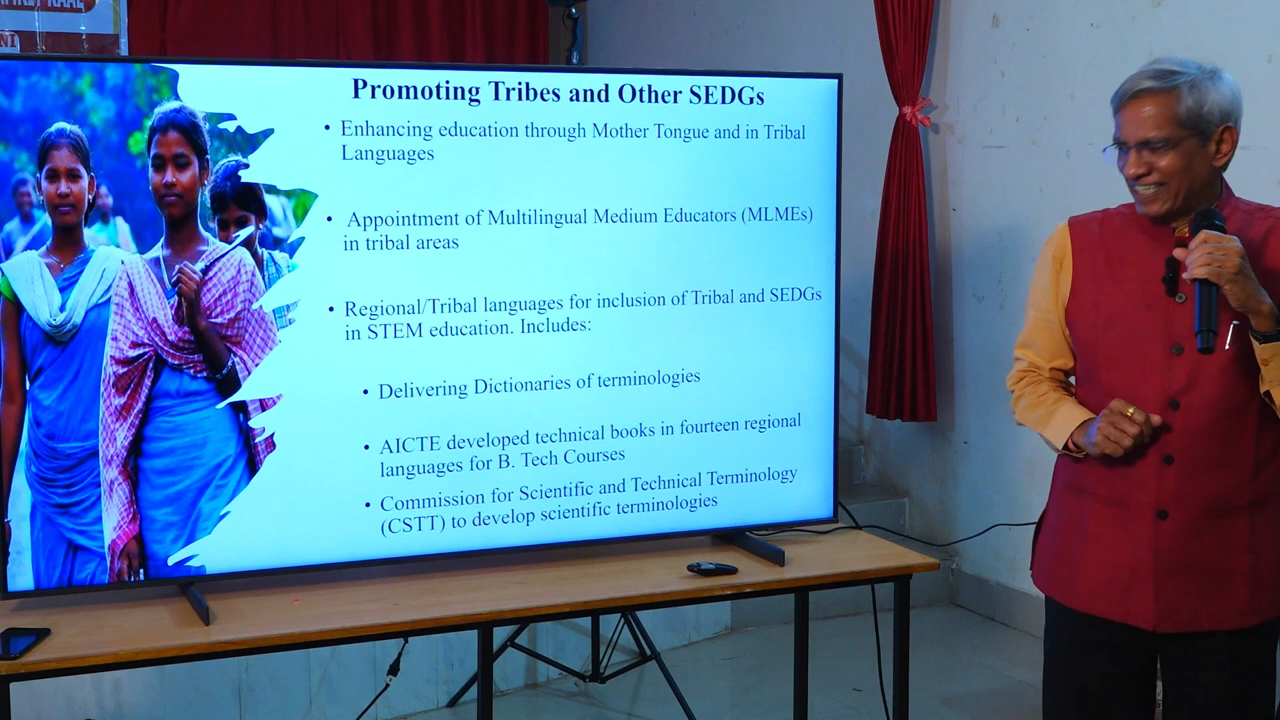 NI
Promoting Tribes and Other SEDGs
• Enhancing education through Mother Tongue and in Tribal
Languages
• Appointment of Multilingual Medium Educators (MLMEs)
in tribal areas
• Regional/Tribal languages for inclusion of Tribal and SEDGs
in STEM education. Includes:
• Delivering Dictionaries of terminologies
• AICTE developed technical books in fourteen regional
languages for B. Tech Courses
• Commission for Scientific and Technical Terminology
(CSTT) to develop scientific terminologies